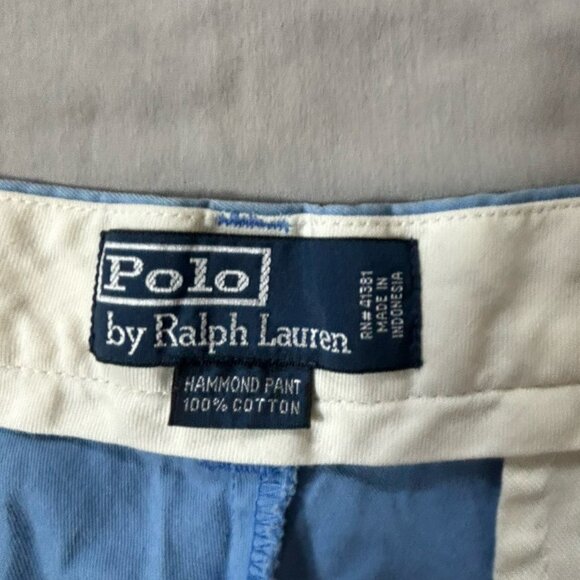 Polo
by Ralph Lauren
RN# 41381
MADE IN
INDONESIA
HAMMOND PANT
100% COTTON